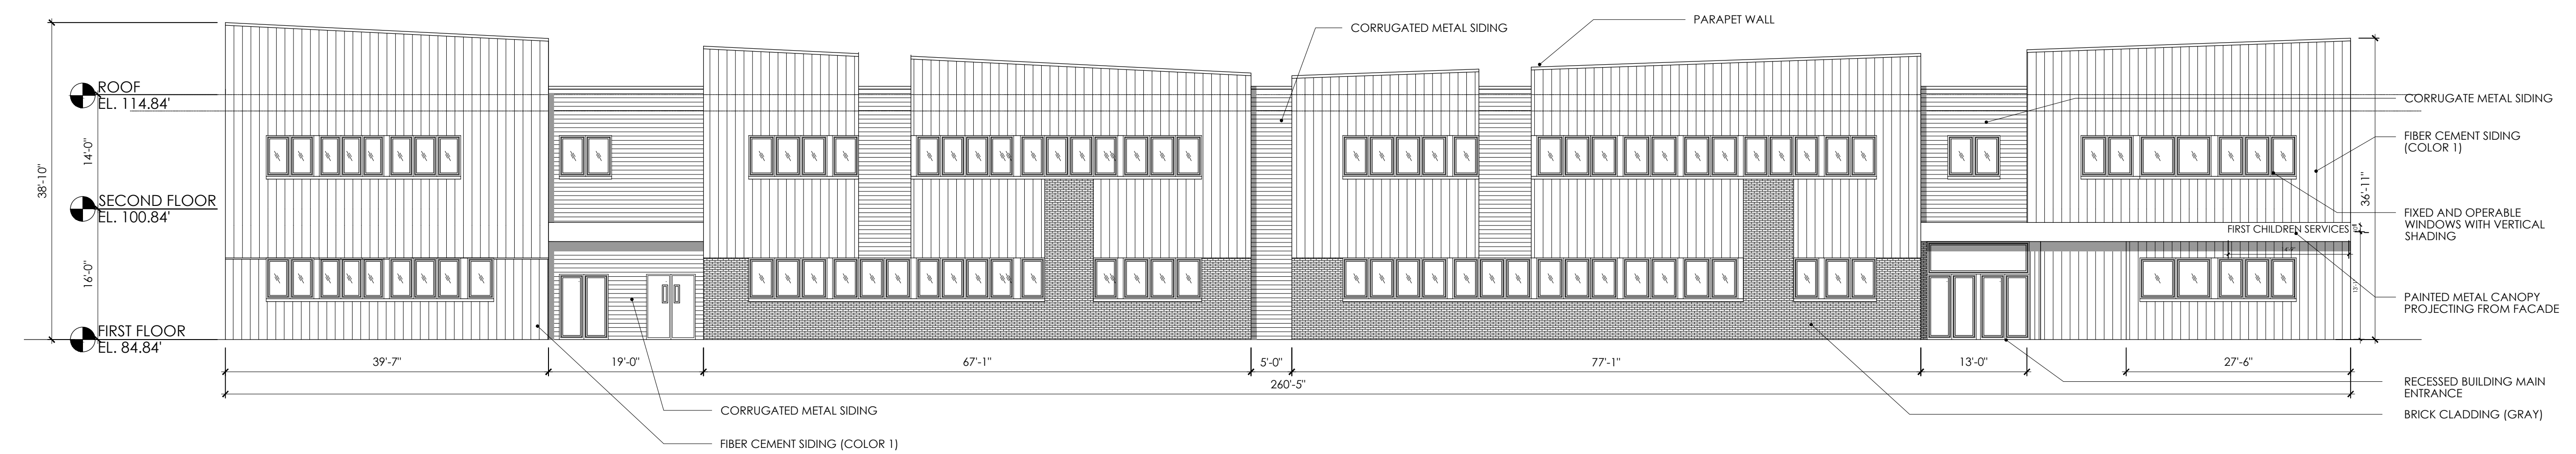 PARAPET WALL
CORRUGATED METAL SIDING
ROOF
EL. 114.84'
CORRUGATE METAL SIDING
FIBER CEMENT SIDING
(COLOR 1)
14'-0"
38'-10"
36'-11"
SECOND FLOOR
EL. 100.84'
FIXED AND OPERABLE
WINDOWS WITH VERTICAL
SHADING
FIRST CHILDREN SERVICES
16'-0"
PAINTED METAL CANOPY
PROJECTING FROM FACADE
FIRST FLOOR
EL. 84.84'
39'-7"
19'-0"
67'-1"
5'-0"
77'-1"
13'-0"
27'-6"
260'-5"
RECESSED BUILDING MAIN
ENTRANCE
CORRUGATED METAL SIDING
BRICK CLADDING (GRAY)
FIBER CEMENT SIDING (COLOR 1)